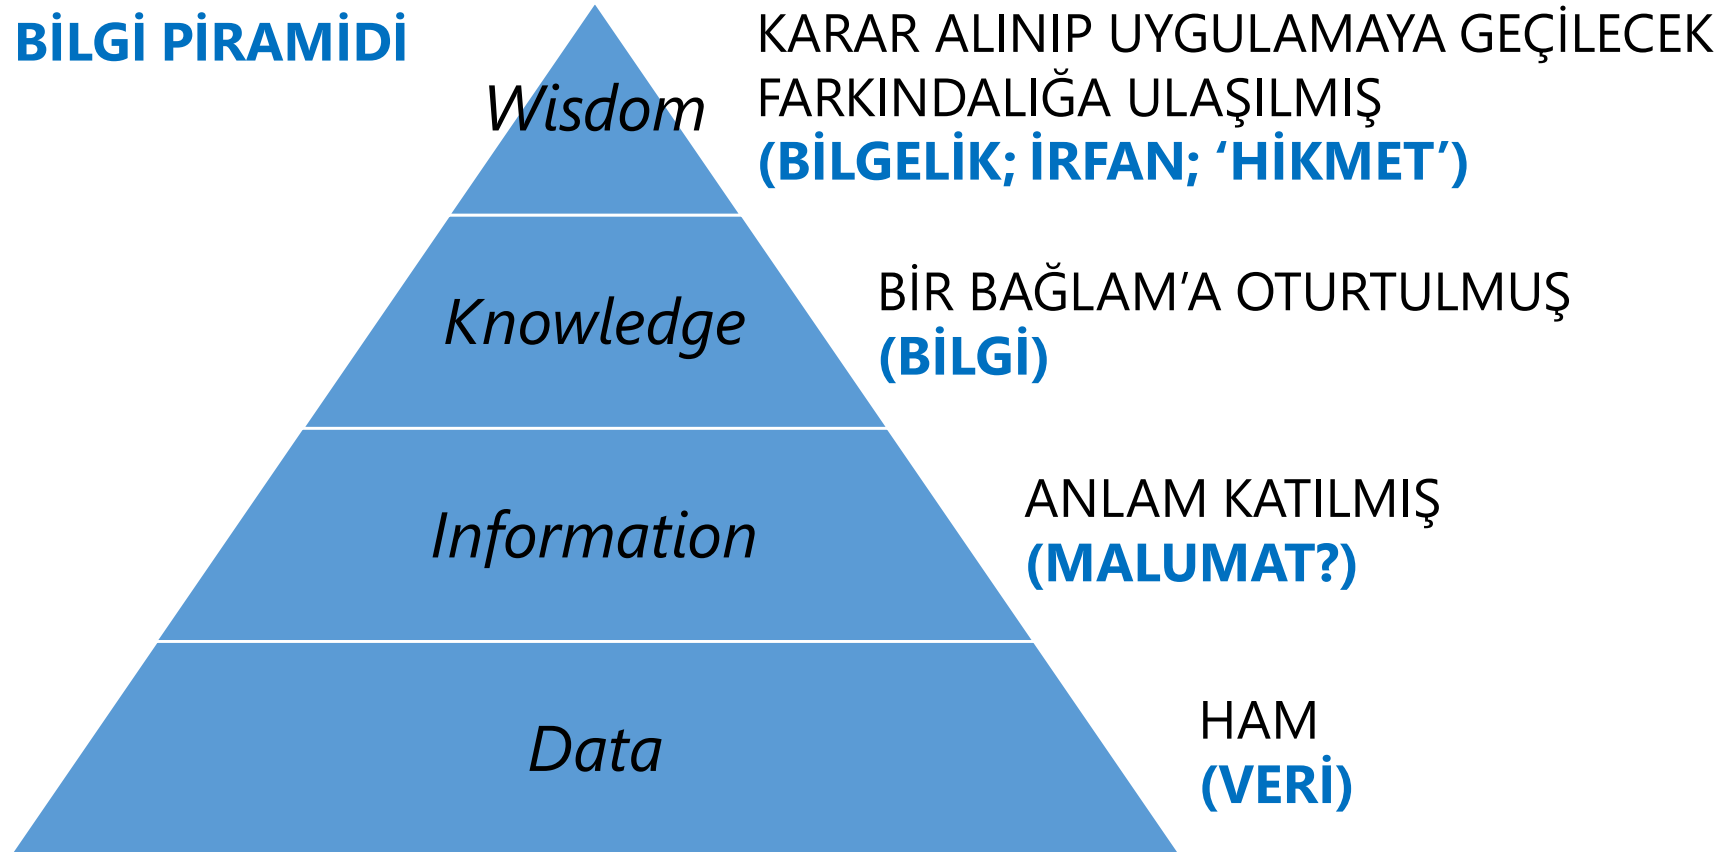 BİLGİ PİRAMİDİ
Wisdom
KARAR ALINIP UYGULAMAYA GEÇİLECEK
FARKINDALIĞA ULAŞILMIŞ
(BİLGELİK; İRFAN; ‘HİKMET’)
Knowledge
BİR BAĞLAM’A OTURTULMUŞ
(BİLGİ)
Information
ANLAM KATILMIŞ
(MALUMAT?)
Data
HAM
(VERİ)